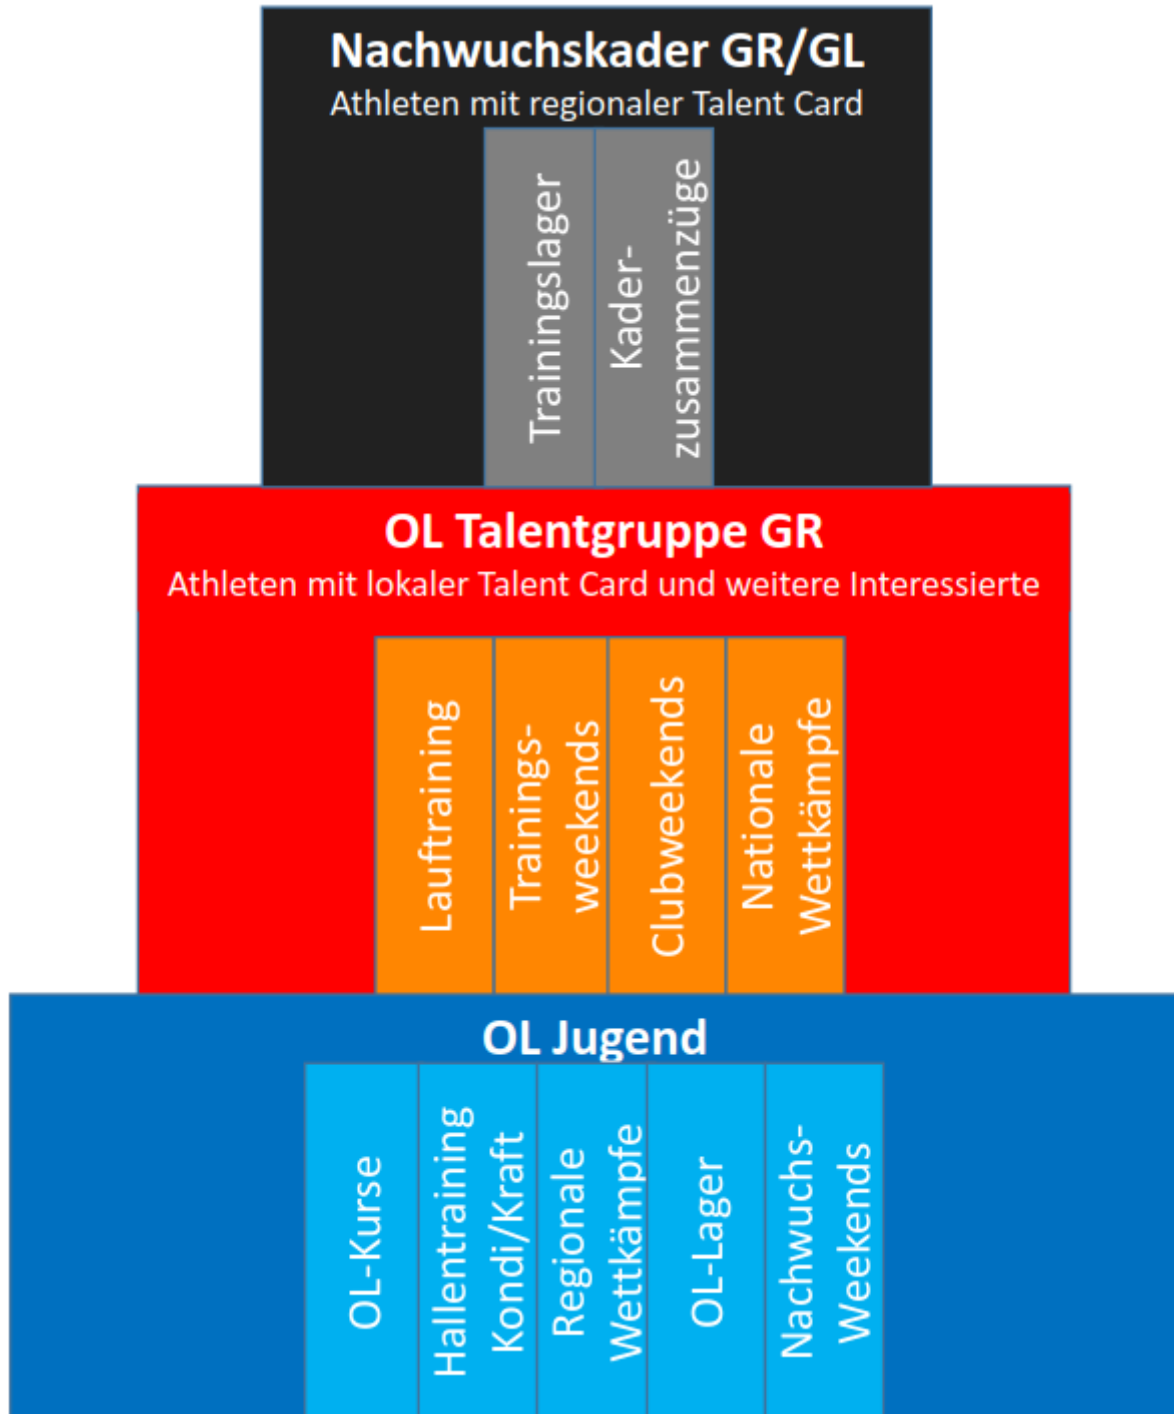 Nachwuchskader GR/GL
Athleten mit regionaler Talent Card
Trainingslager
Kader-
zusammenzüge
OL Talentgruppe GR
Athleten mit lokaler Talent Card und weitere Interessierte
Lauftraining
Trainings-
weekends
Clubweekends
Nationale
Wettkämpfe
OL Jugend
OL-Kurse
Hallentraining
Kondi/Kraft
Regionale
Wettkämpfe
OL-Lager
Nachwuchs-
Weekends